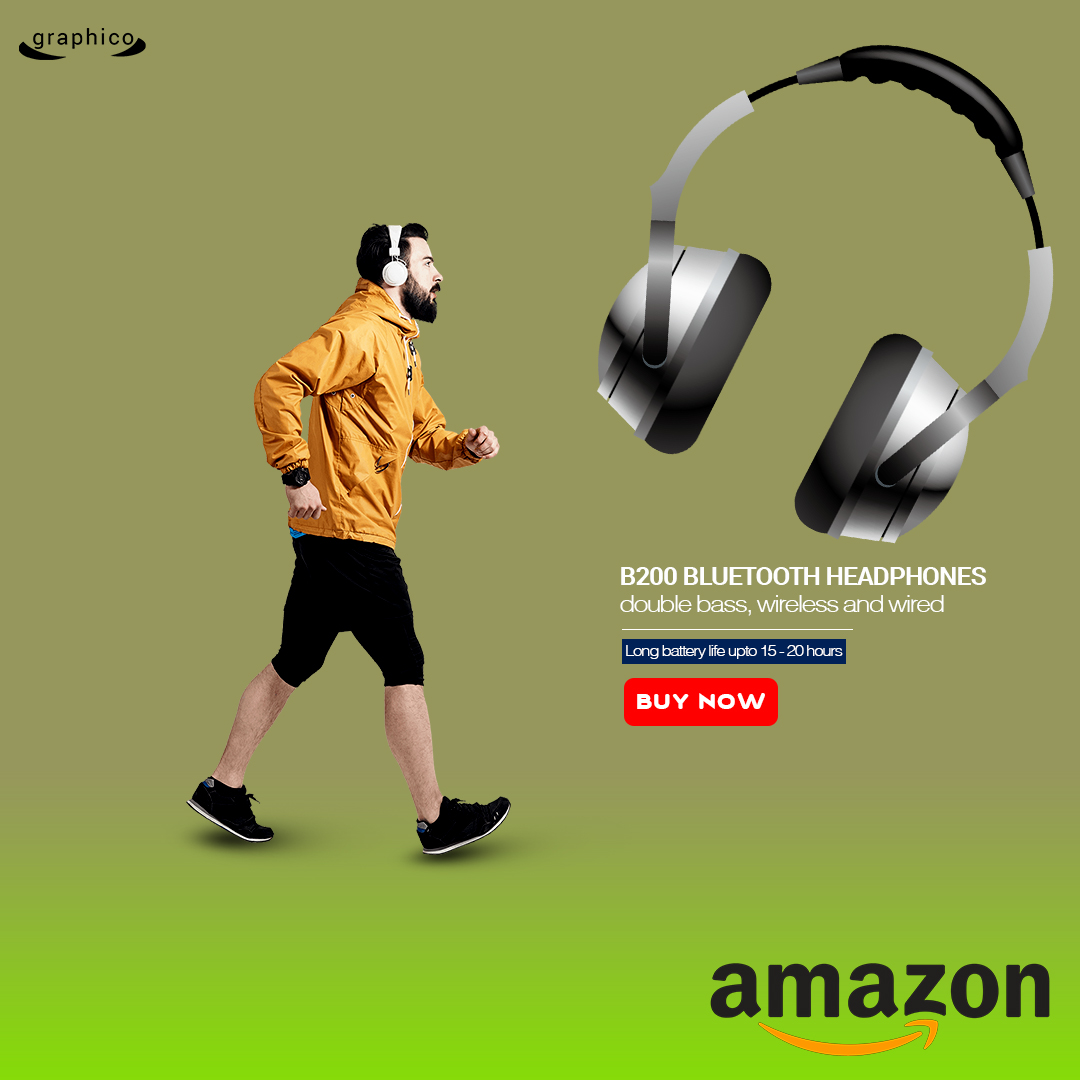 graphico
B200 BLUETOOTH HEADPHONES
double bass, wireless and wired
Long battery life upto 15 - 20 hours
BUY NOW
amazon